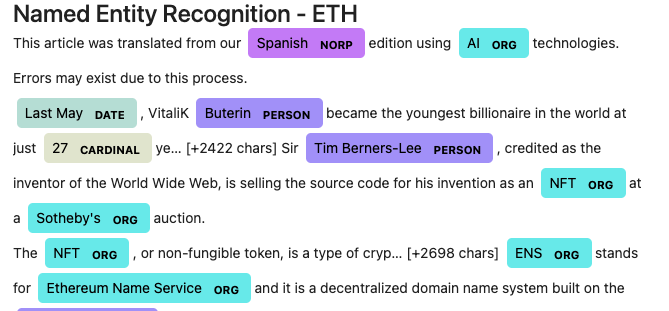 Named Entity Recognition - ETH
This article was translated from our Spanish NORP edition using AI ORG technologies.
Errors may exist due to this process.
Last May DATE , VitaliK Buterin PERSON became the youngest billionaire in the world at
just 27 CARDINAL ye... [+2422 chars] Sir Tim Berners-Lee PERSON , credited as the
inventor of the World Wide Web, is selling the source code for his invention as an NFT ORG at
a Sotheby's ORG auction.
The NFT ORG , or non-fungible token, is a type of cryp... [+2698 chars] ENS ORG stands
for Ethereum Name Service ORG and it is a decentralized domain name system built on the